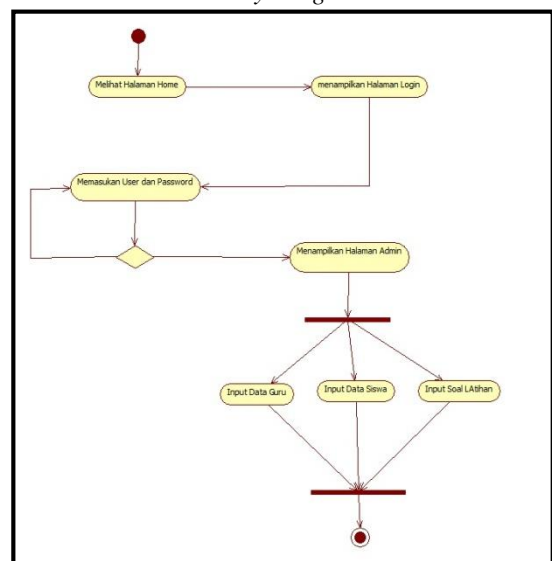 Melihat Halaman Home
menampilkan Halaman Login
Memasukan User dan Password
Menampilkan Halaman Admin
Input Data Guru
Input Data Siswa
Input Soal LAtihan